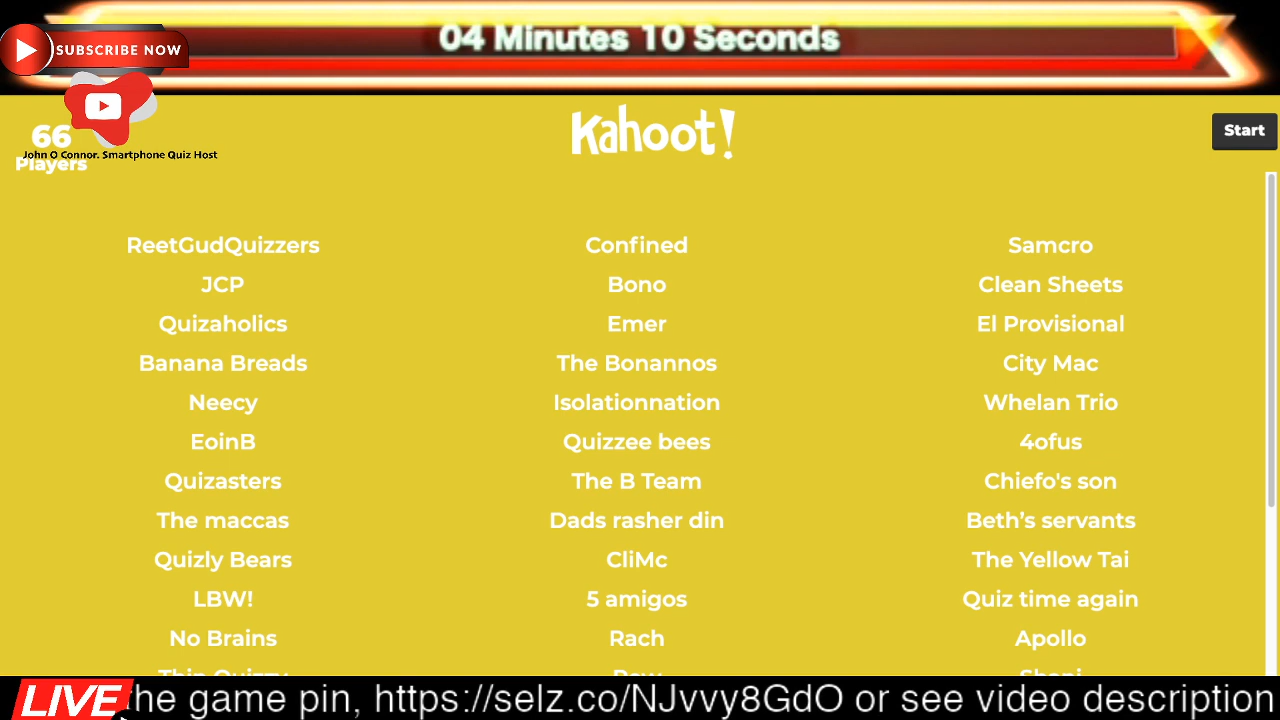 04 Minutes 10 Seconds
SUBSCRIBE NOW
Kahoot!
Start
66
Players
John O Connor. Smartphone Quiz Host
ReetGudQuizzers Confined Samcro
JCP Bono Clean Sheets
Quizaholics Emer El Provisional
Banana Breads The Bonannos City Mac
Neecy Isolationnation Whelan Trio
EoinB Quizzee bees 4ofus
Quizasters The B Team Chiefo's son
The maccas Dads rasher din Beth’s servants
Quizly Bears CliMc The Yellow Tai
LBW! 5 amigos Quiz time again
No Brains Rach Apollo
LIVE he game pin, https://selz.co/NJvvy8GdO or see video description